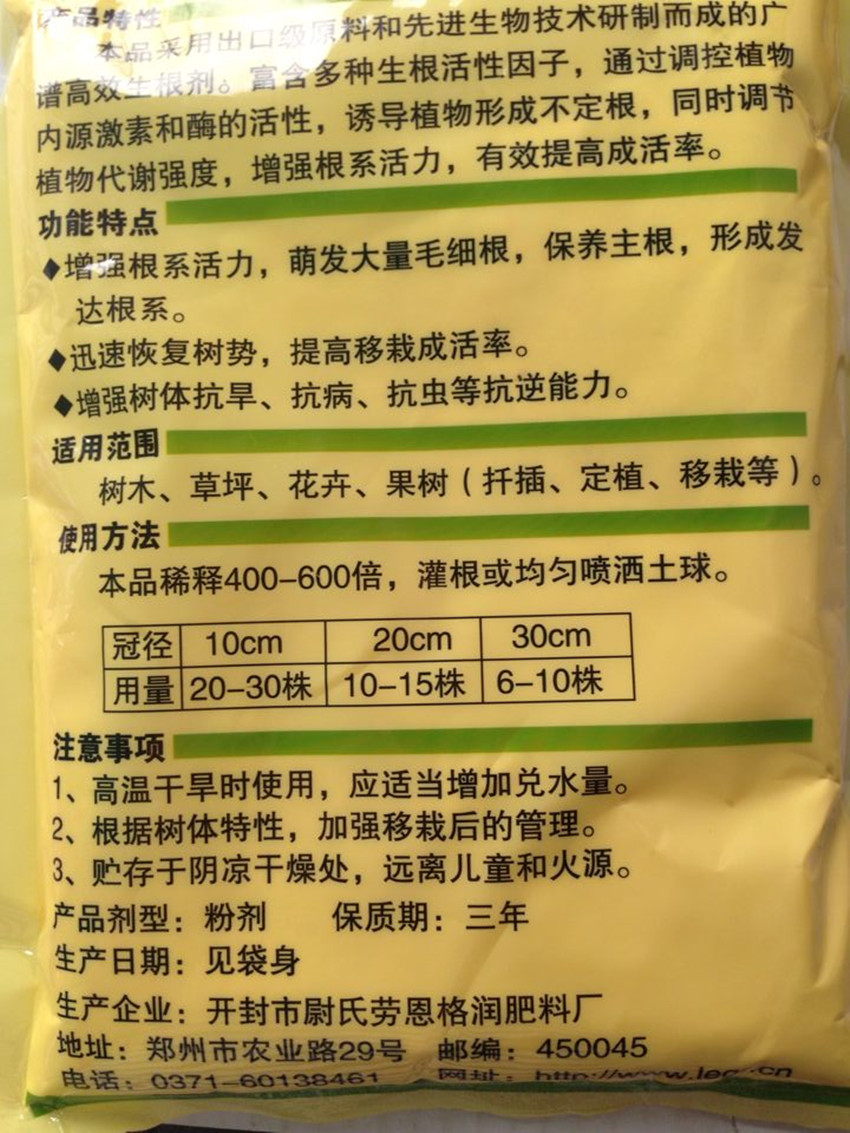 产品特性
本品采用出口级原料和先进生物技术研制而成的广
谱高效生根剂。富含多种生根活性因子，通过调控植物
内源激素和酶的活性，诱导植物形成不定根，同时调节
植物代谢强度，增强根系活力，有效提高成活率。
功能特点
◆增强根系活力，萌发大量毛细根，保养主根，形成发
达根系。
◆迅速恢复树势，提高移栽成活率。
◆增强树体抗旱、抗病、抗虫等抗逆能力。
适用范围
树木、草坪、花卉、果树（扦插、定植、移栽等）。
使用方法
本品稀释400-600倍，灌根或均匀喷洒土球。
冠径 10cm 20cm 30cm
用量 20-30株 10-15株 6-10株
注意事项
1、高温干旱时使用，应适当增加兑水量。
2、根据树体特性，加强移栽后的管理。
3、贮存于阴凉干燥处，远离儿童和火源。
产品剂型：粉剂 保质期：三年
生产日期：见袋身
生产企业：开封市尉氏劳恩格润肥料厂
地址：郑州市农业路29号 邮编：450045
电话：0371-60138461 网址：